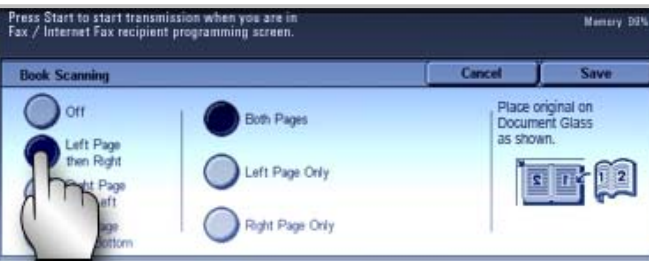 Press Start to start transmission when you are in
Fax / Internet Fax recipient programming screen.
Memory
Book Scanning
Cancel
Save
Off
Left Page
then Right
Page
Both Pages
Left Page Only
Right Page Only
Place original on
Document Glass
as shown.
2 1
1 2